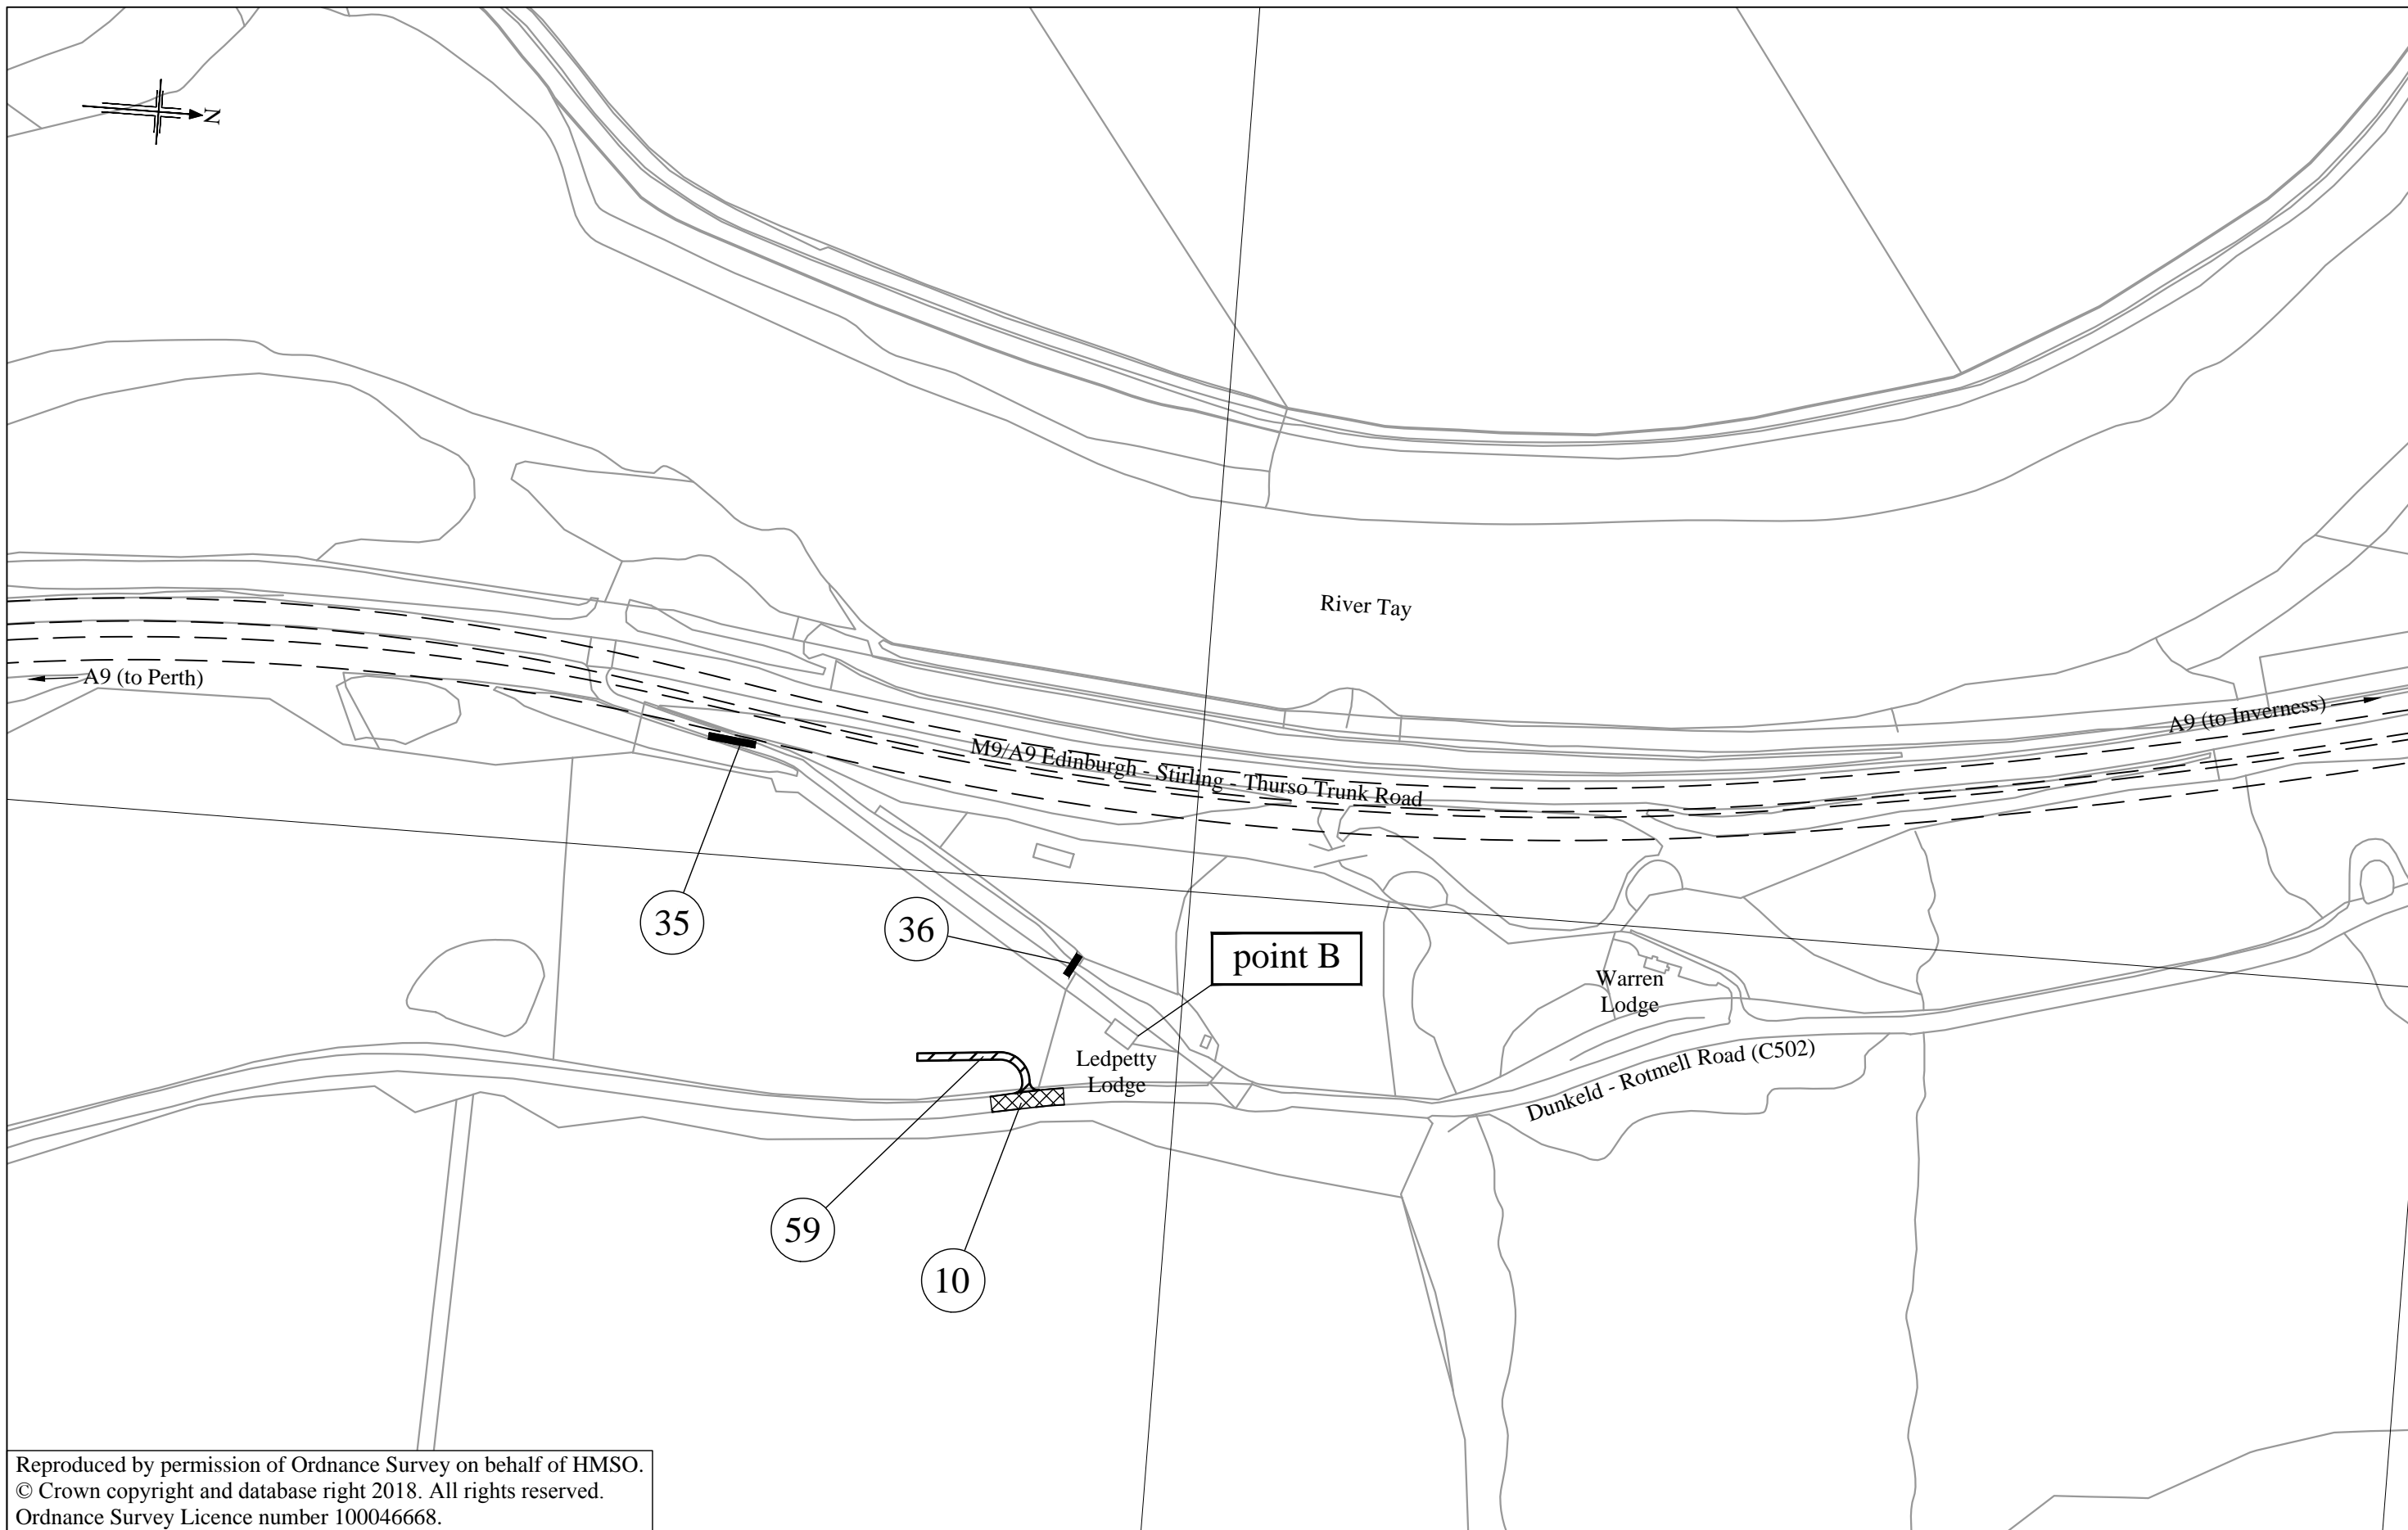 N
River Tay
A9 (to Perth)
A9 (to Inverness)
M9/A9 Edinburgh - Stirling - Thurso Trunk Road
35
36
point B
Warren
Lodge
Ledpetty
Lodge
Dunkeld - Rotmell Road (C502)
59
10
Reproduced by permission of Ordnance Survey on behalf of HMSO.
© Crown copyright and database right 2018. All rights reserved.
Ordnance Survey Licence number 100046668.